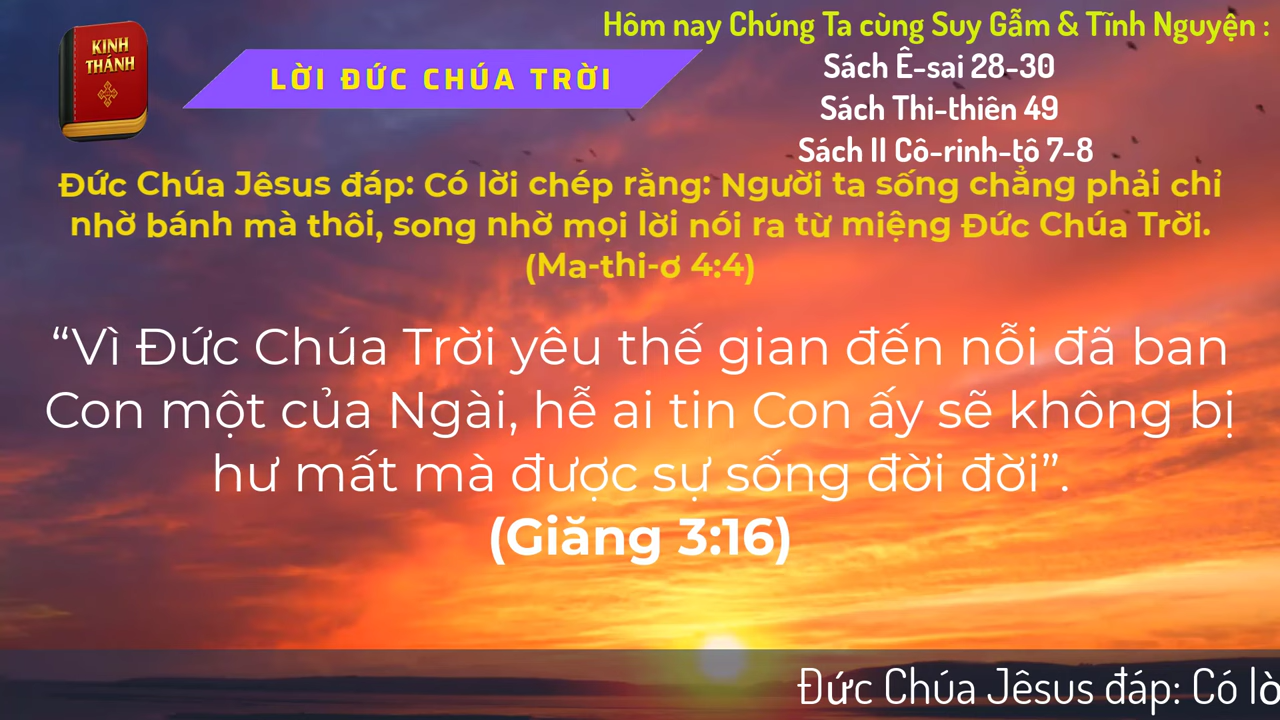 Hôm nay Chúng Ta cùng Suy Gẫm & Tĩnh Nguyện :
Sách Ê-sai 28-30
Sách Thi-thiên 49
Sách II Cô-rinh-tô 7-8
KINH
THÁNH
LỜI ĐỨC CHÚA TRỜI
Đức Chúa Jêsus đáp: Có lời chép rằng: Người ta sống chẳng phải chỉ
nhờ bánh mà thôi, song nhờ mọi lời nói ra từ miệng Đức Chúa Trời.
(Ma-thi-ơ 4:4)
“Vì Đức Chúa Trời yêu thế gian đến nỗi đã ban
Con một của Ngài, hễ ai tin Con ấy sẽ không bị
hư mất mà được sự sống đời đời”.
(Giăng 3:16)
Đức Chúa Jêsus đáp: Có lờ